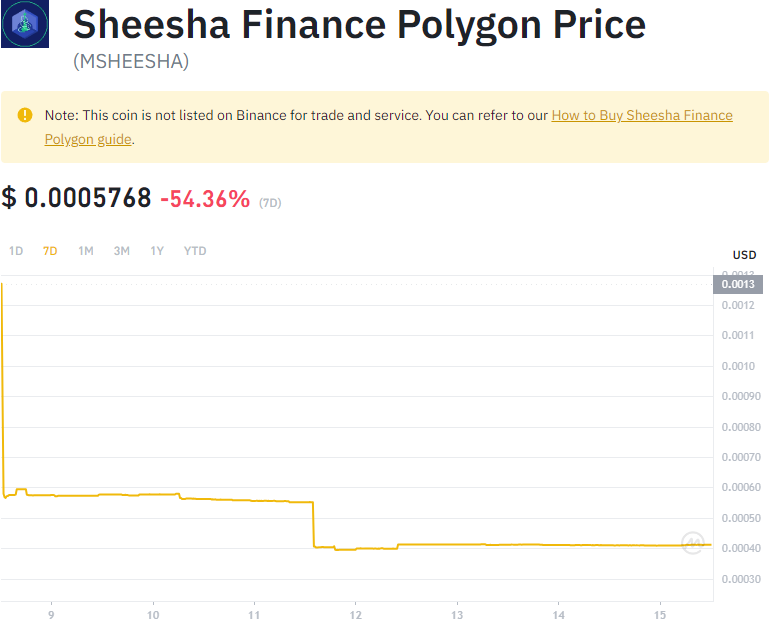 Sheesha Finance Polygon Price
(MSHEESHA)
Note: This coin is not listed on Binance for trade and service. You can refer to our How to Buy Sheesha Finance
Polygon guide.
$ 0.0005768 -54.36% (7D)
1D 7D 1M 3M 1Y YTD
USD
0.0013
0.0013
0.0012
0.0011
0.0010
0.00090
0.00080
0.00070
0.00060
0.00050
0.00040
0.00030
9 10 11 12 13 14 15